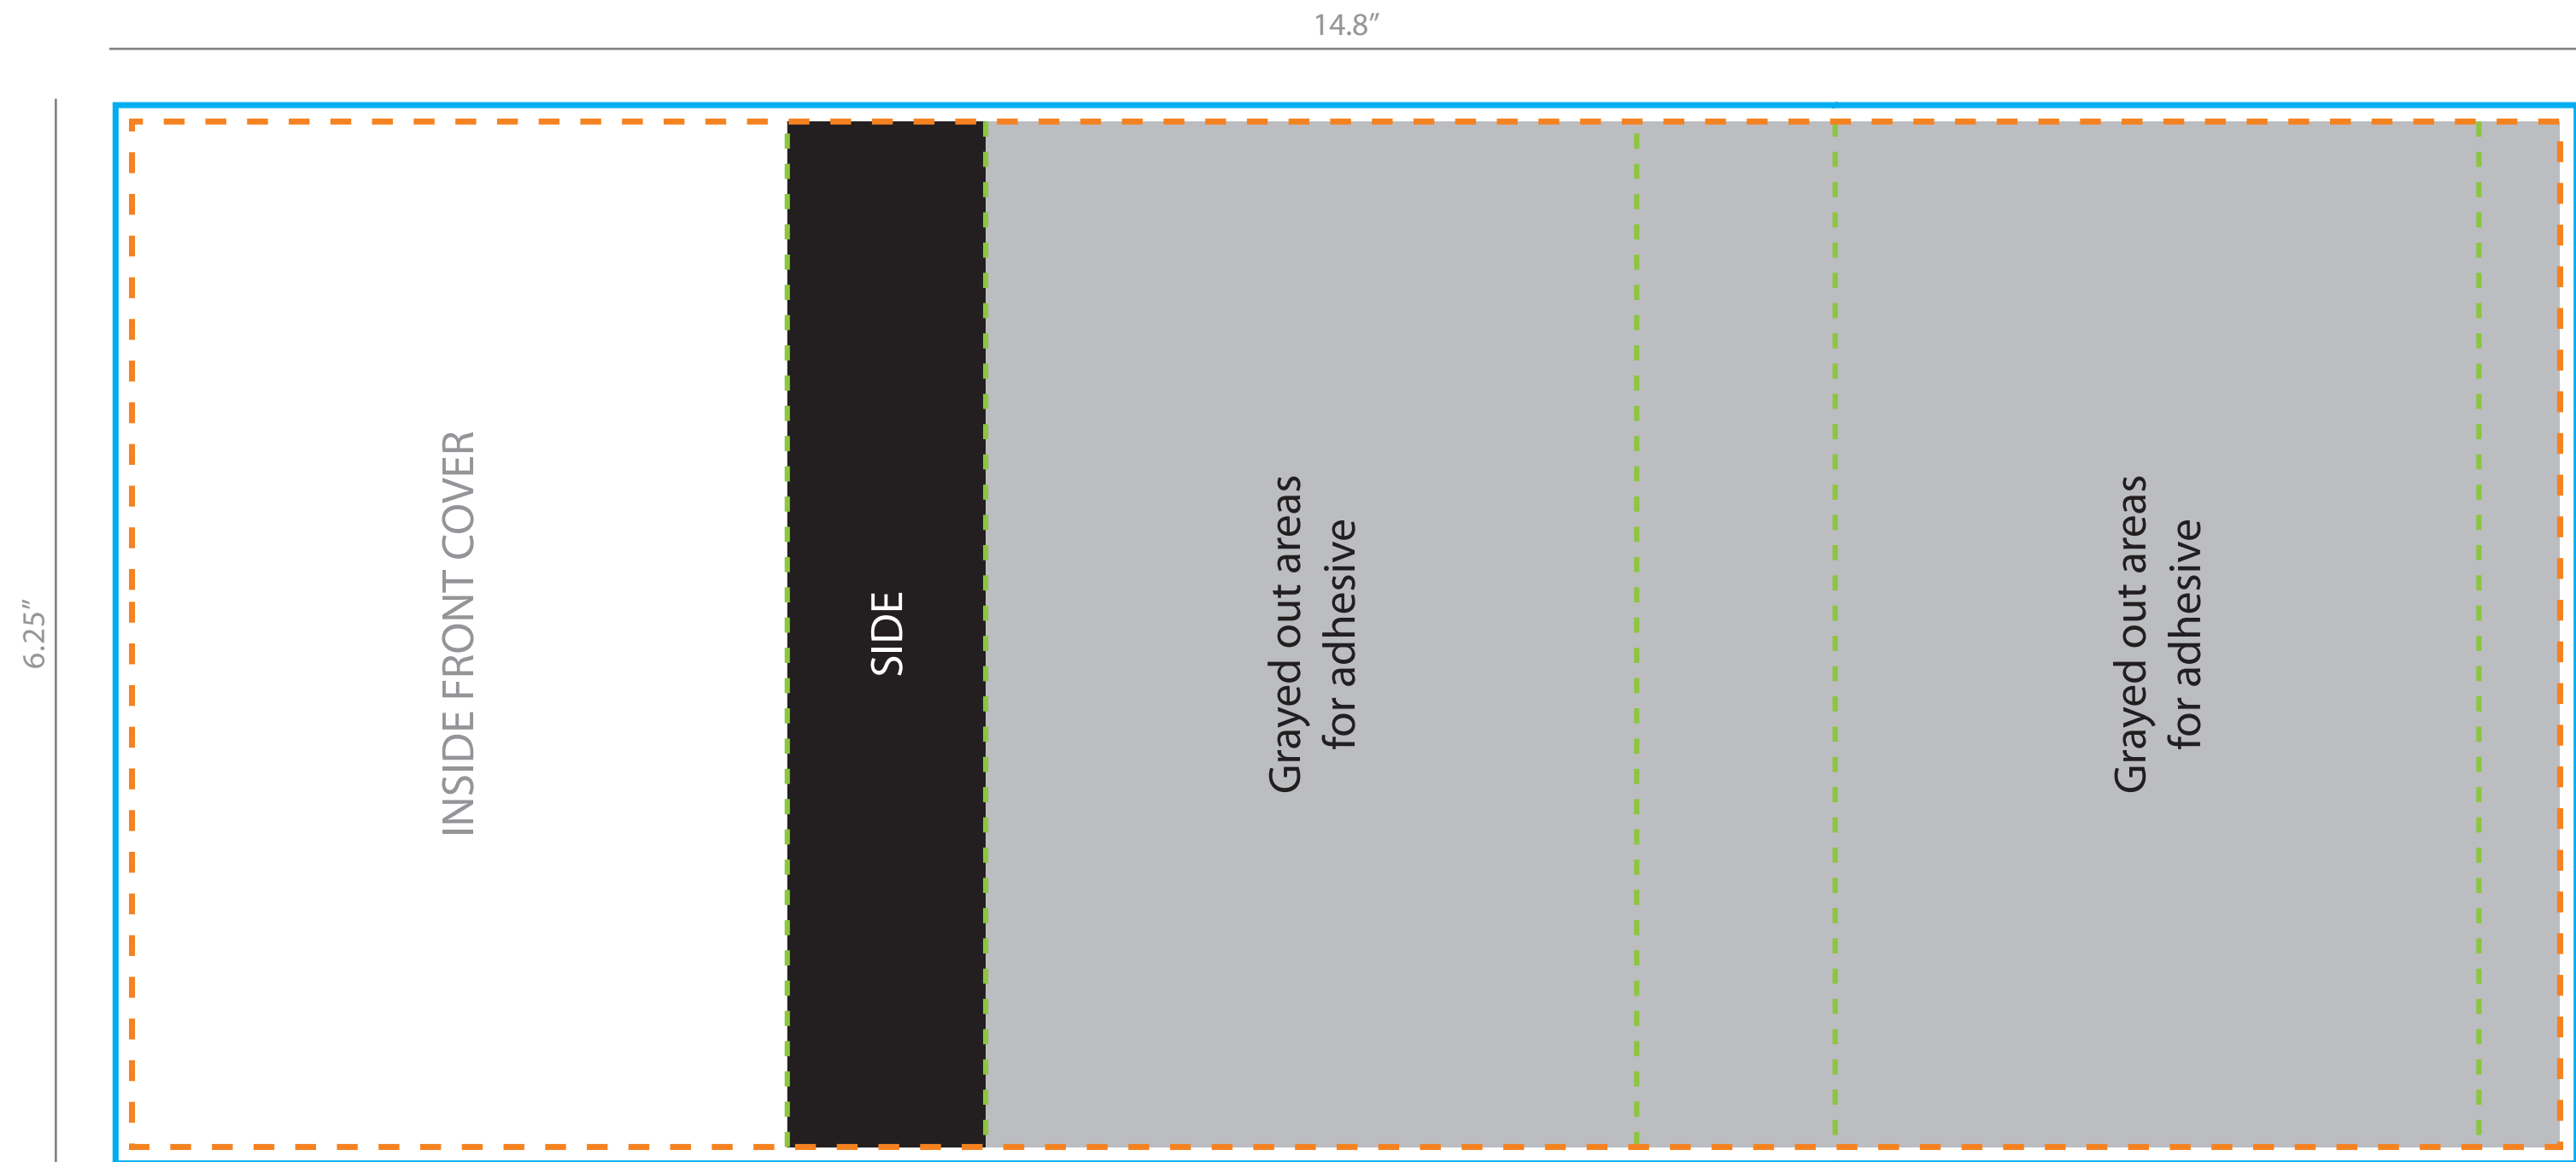 14.8”
6.25”
INSIDE FRONT COVER
SIDE
Grayed out areas
for adhesive
Grayed out areas
for adhesive